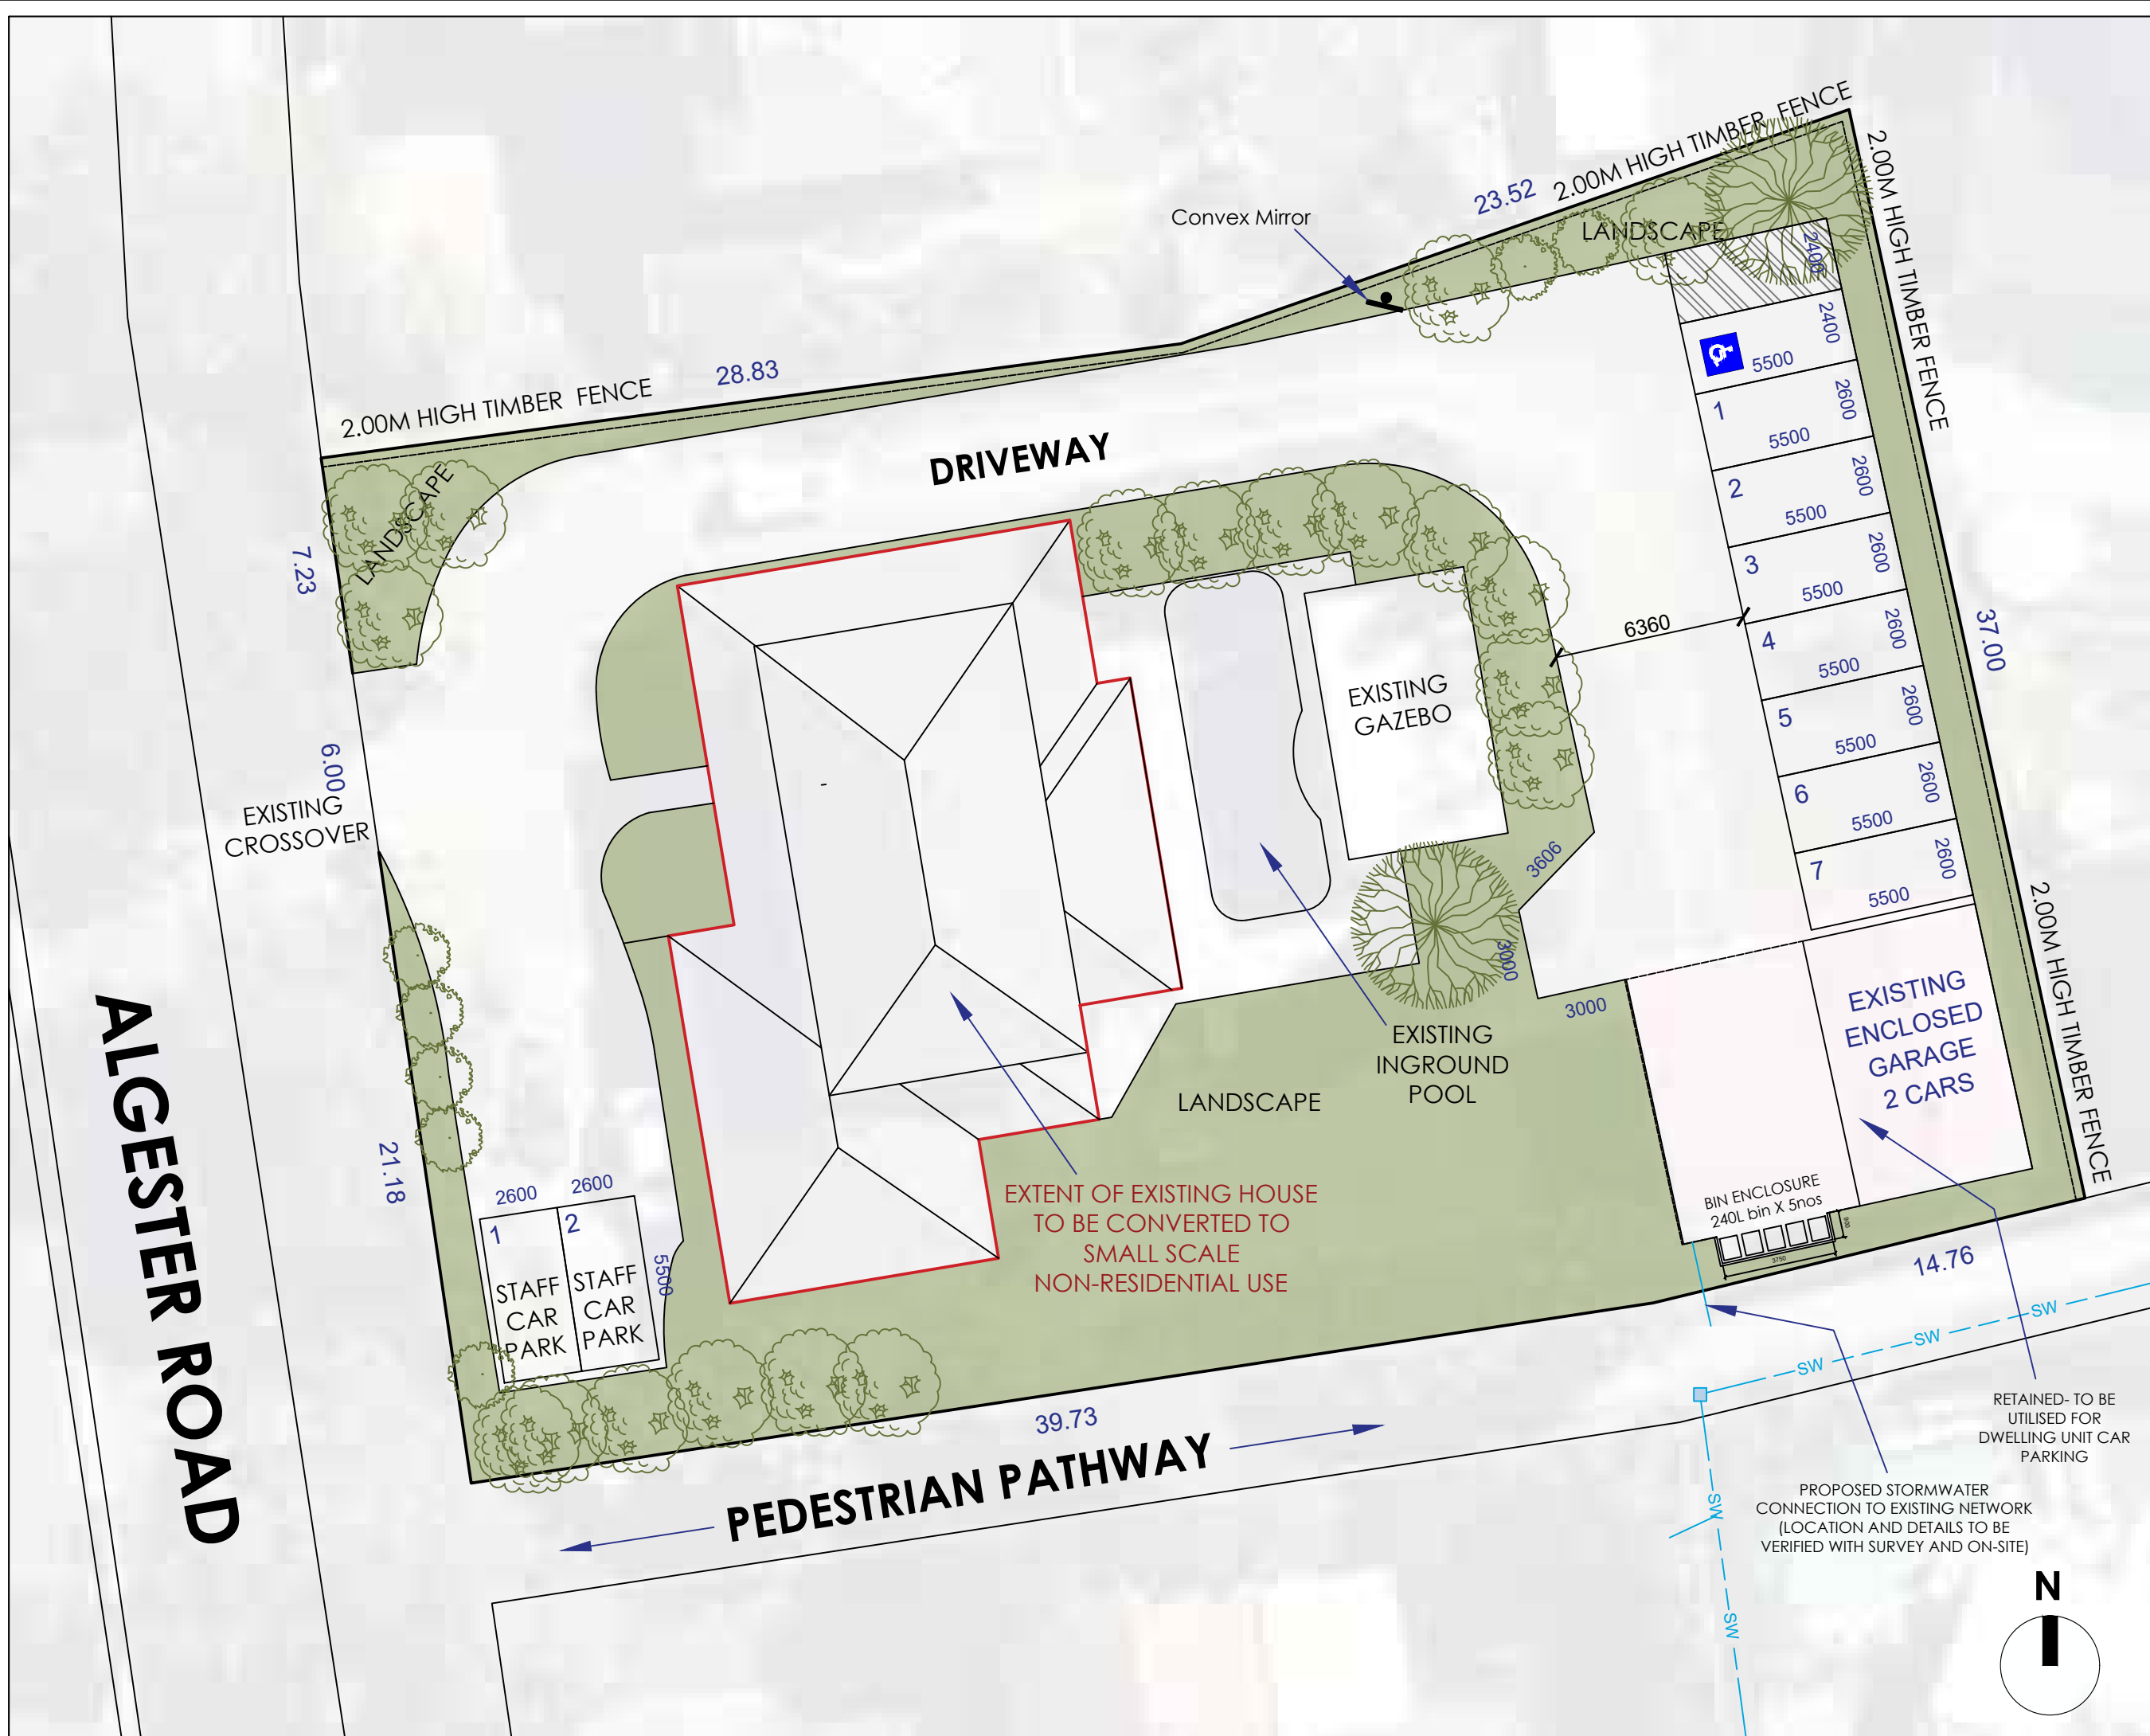 2.00M HIGH TIMBER FENCE
2.00M HIGH TIMBER FENCE
23.52
Convex Mirror
LANDSCAPE
2400
2400
5500
28.83
2.00M HIGH TIMBER FENCE
DRIVEWAY
LANDSCAPE
7.23
6.00
EXISTING
CROSSOVER
1
2600
5500
2
2600
5500
3
2600
5500
6360
4
2600
5500
5
2600
5500
6
2600
5500
7
2600
5500
37.00
2.00M HIGH TIMBER FENCE
EXISTING
GAZEBO
3606
3000
3000
EXISTING
INGROUND
POOL
LANDSCAPE
EXISTING
ENCLOSED
GARAGE
2 CARS
BIN ENCLOSURE
240L bin X 5nos
900
3750
14.76
ALGESTER ROAD
21.18
2600
2600
1
2
STAFF
CAR
PARK
STAFF
CAR
PARK
5500
EXTENT OF EXISTING HOUSE
TO BE CONVERTED TO
SMALL SCALE
NON-RESIDENTIAL USE
39.73
PEDESTRIAN PATHWAY
SW
SW
SW
SW
SW
RETAINED- TO BE
UTILISED FOR
DWELLING UNIT CAR
PARKING
PROPOSED STORMWATER
CONNECTION TO EXISTING NETWORK
(LOCATION AND DETAILS TO BE
VERIFIED WITH SURVEY AND ON-SITE)
N